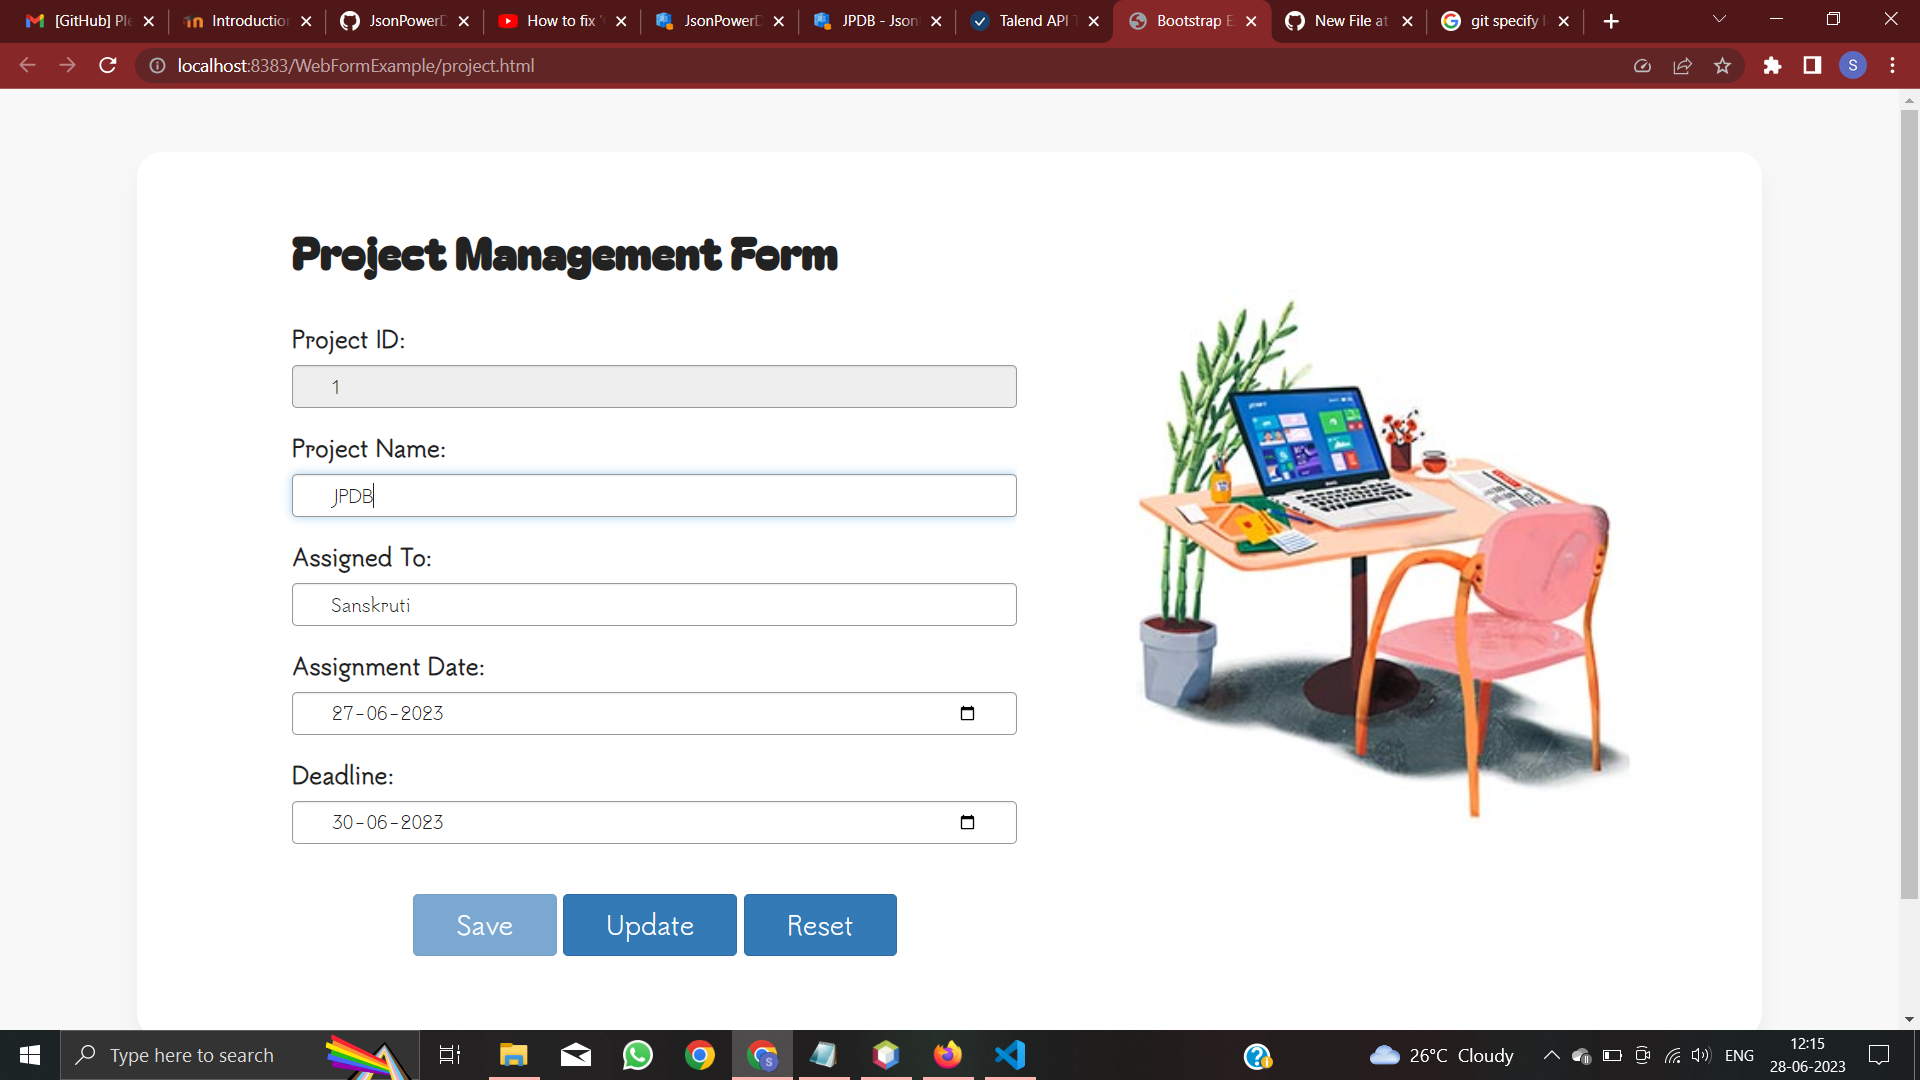 [GitHub] Ple
Introduction
JsonPowerD
How to fix '
JsonPowerD
JPDB - Json
Talend API T
Bootstrap E
New File at
git specify l
localhost:8383/WebFormExample/project.html
S
Project Management Form
Project ID:
1
Project Name:
JPDB
Assigned To:
Sanskruti
Assignment Date:
27-06-2023
Deadline:
30-06-2023
Save
Update
Reset
Type here to search
26°C Cloudy
ENG
12:15
28-06-2023